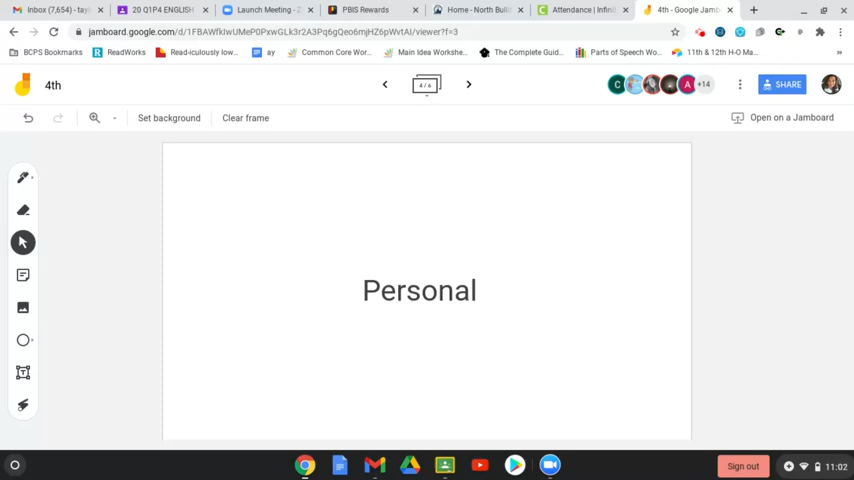 Inbox (7,654) - tayl
20 Q1P4 ENGLISH
Launch Meeting - Z
PBIS Rewards
Home - North Bull
Attendance | Infini
4th - Google Jamb
jamboard.google.com/d/1FBAWfkIwUMeP0PxwGLk3r2A3Pq6gQeo6mjHZ6pWvtAI/viewer?f=3
BCPS Bookmarks
ReadWorks
Read-iculously low...
ay
Common Core Wor...
Main Idea Workshe...
The Complete Guid...
Parts of Speech Wo...
11th & 12th H-O Ma...
4th
4 / 6
C
A
+14
SHARE
Set background
Clear frame
Open on a Jamboard
Personal
Sign out
11:02